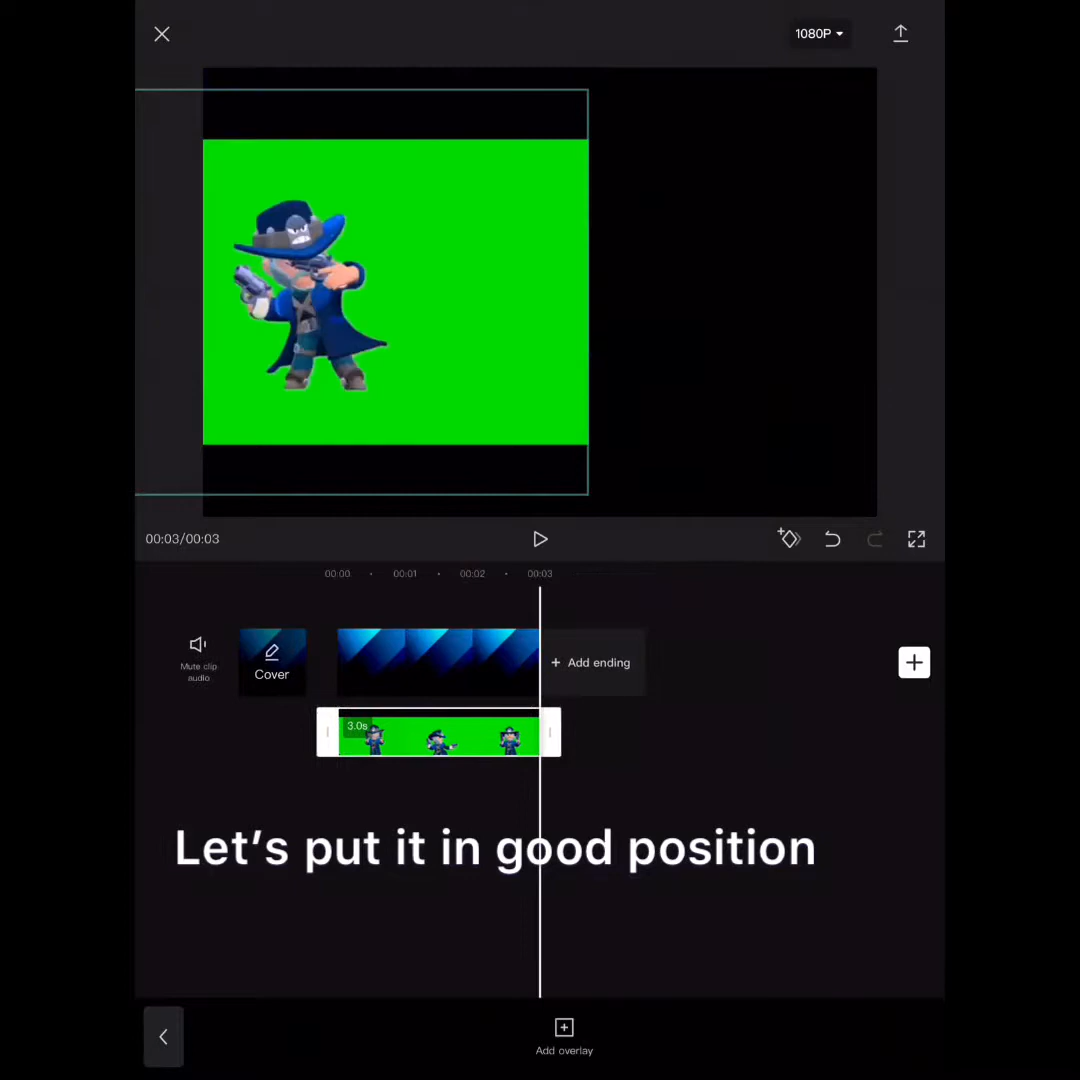 1080P
00:03/00:03
00:00 00:01 00:02 00:03
Mute clip
audio
Cover
+ Add ending
3.0s
Let's put it in good position
Add overlay